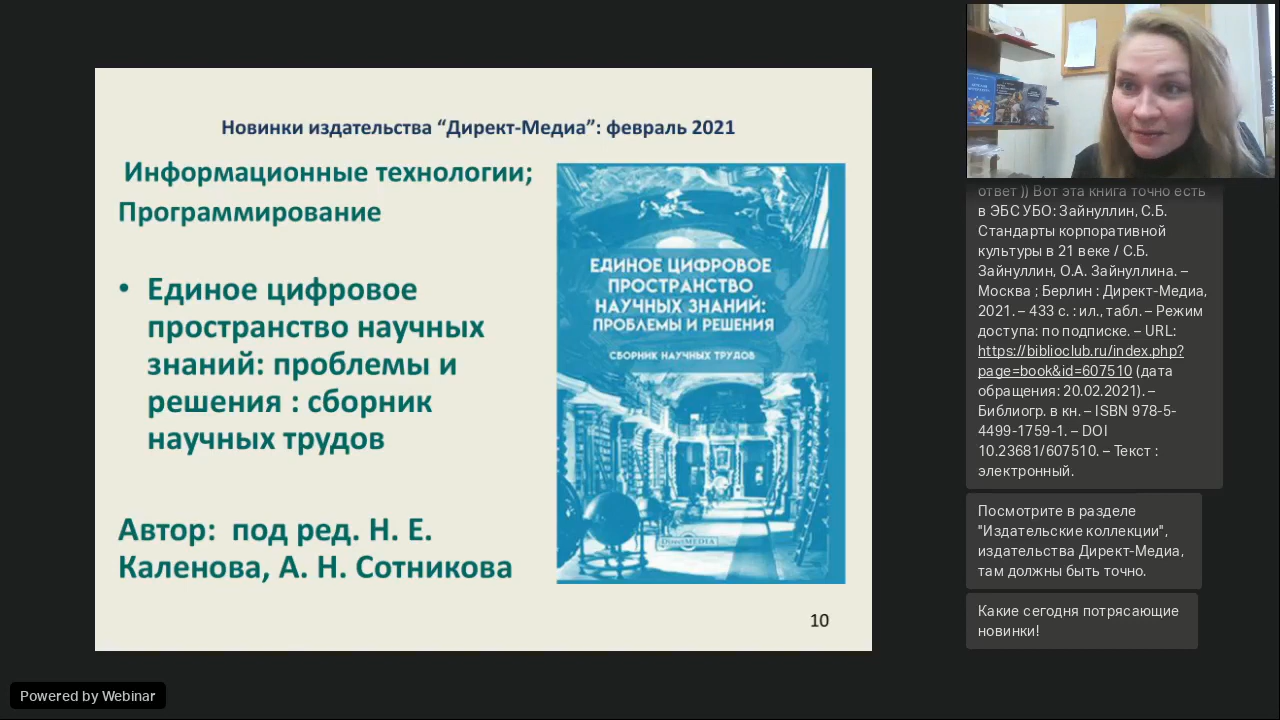 Новинки издательства “Директ-Медиа”: февраль 2021
Информационные технологии;
Программирование
• Единое цифровое
пространство научных
знаний: проблемы и
решения : сборник
научных трудов
Автор: под ред. Н. Е.
Каленова, А. Н. Сотникова
ЕДИНОЕ ЦИФРОВОЕ
ПРОСТРАНСТВО
НАУЧНЫХ ЗНАНИЙ:
ПРОБЛЕМЫ И РЕШЕНИЯ
СБОРНИК НАУЧНЫХ ТРУДОВ
DirectMEDIA
10
ответ )) Вот эта книга точно есть
в ЭБС УБО: Зайнуллин, С.Б.
Стандарты корпоративной
культуры в 21 веке / С.Б.
Зайнуллин, О.А. Зайнуллина. –
Москва ; Берлин : Директ-Медиа,
2021. – 433 с. : ил., табл. – Режим
доступа: по подписке. – URL:
https://biblioclub.ru/index.php?
page=book&id=607510 (дата
обращения: 20.02.2021). –
Библиогр. в кн. – ISBN 978-5-
4499-1759-1. – DOI
10.23681/607510. – Текст :
электронный.
Посмотрите в разделе
"Издательские коллекции",
издательства Директ-Медиа,
там должны быть точно.
Какие сегодня потрясающие
новинки!
Powered by Webinar